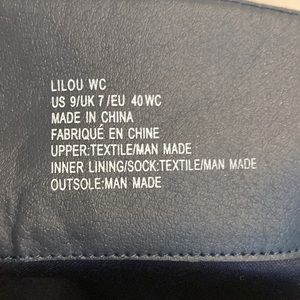 LILOU WC
US 9/UK 7/EU 40 WC
MADE IN CHINA
FABRIQUÉ EN CHINE
UPPER:TEXTILE/MAN MADE
INNER LINING/SOCK:TEXTILE/MAN MADE
OUTSOLE:MAN MADE